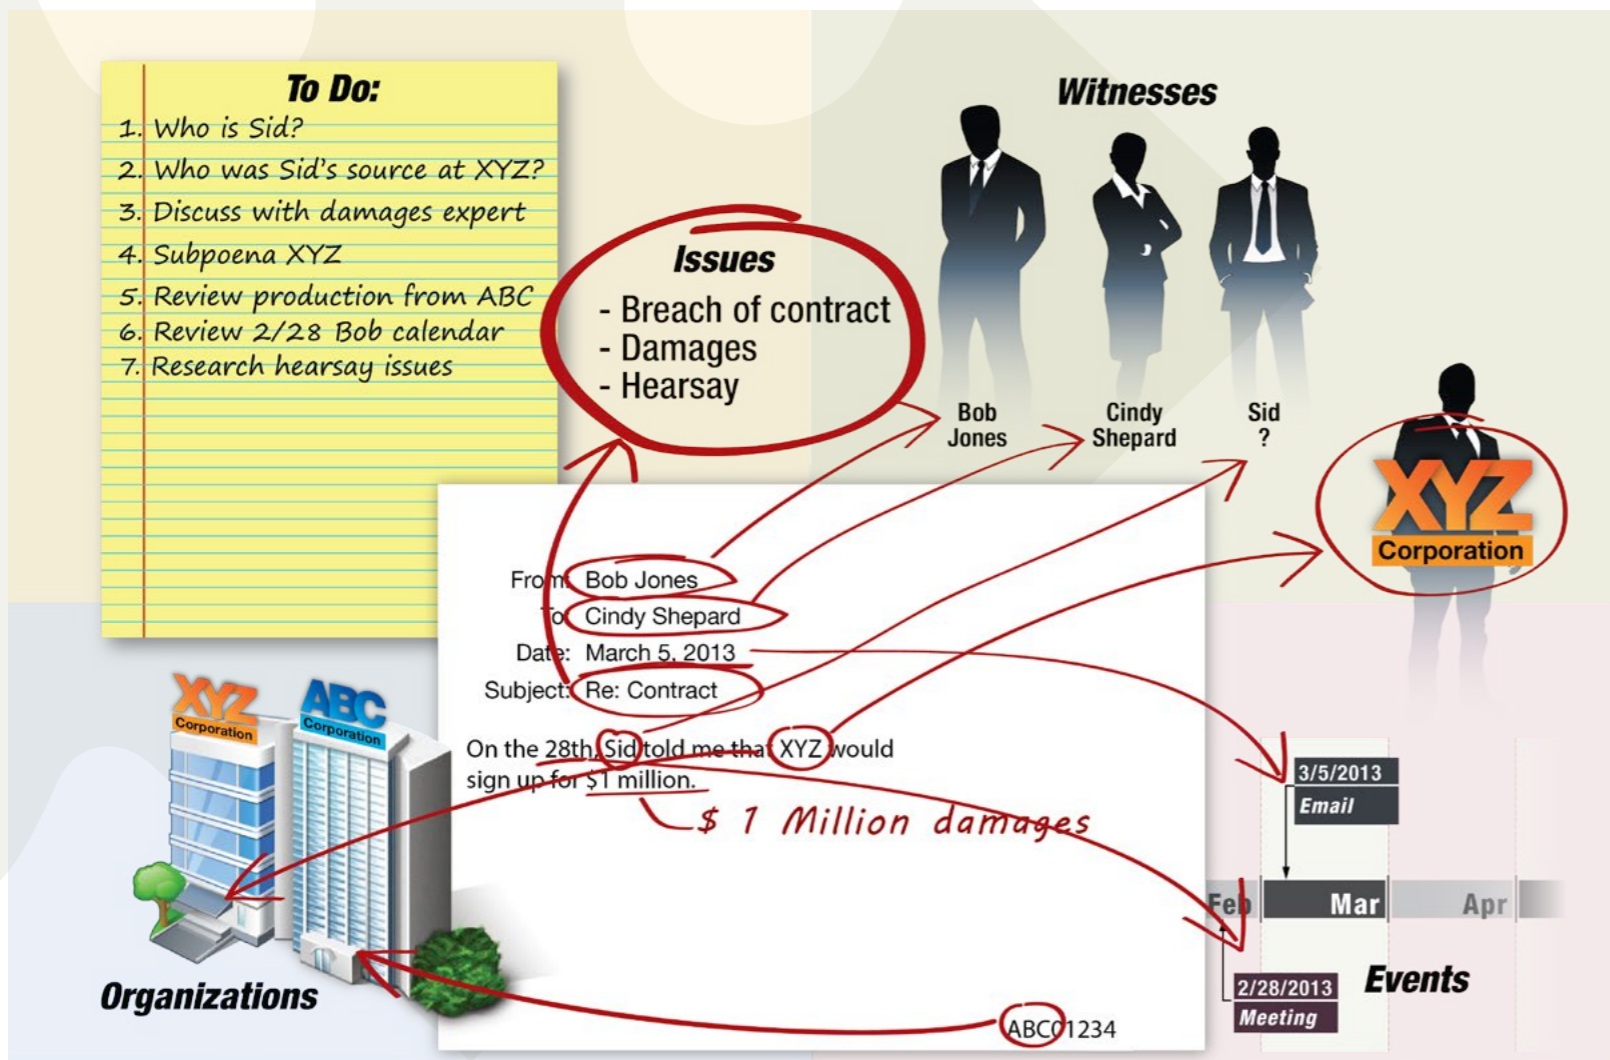 To Do:
1. Who is Sid?
2. Who was Sid's source at XYZ?
3. Discuss with damages expert
4. Subpoena XYZ
5. Review production from ABC
6. Review 2/28 Bob calendar
7. Research hearsay issues
Issues
- Breach of contract
- Damages
- Hearsay
Witnesses
Bob
Jones
Cindy
Shepard
Sid
?
XYZ
Corporation
From: Bob Jones
To: Cindy Shepard
Date: March 5, 2013
Subject: Re: Contract
On the 28th, Sid told me that XYZ would
sign up for $1 million.
$ 1 Million damages
ABC01234
XYZ
Corporation
ABC
Corporation
Organizations
3/5/2013
Email
Feb Mar Apr
2/28/2013
Meeting
Events